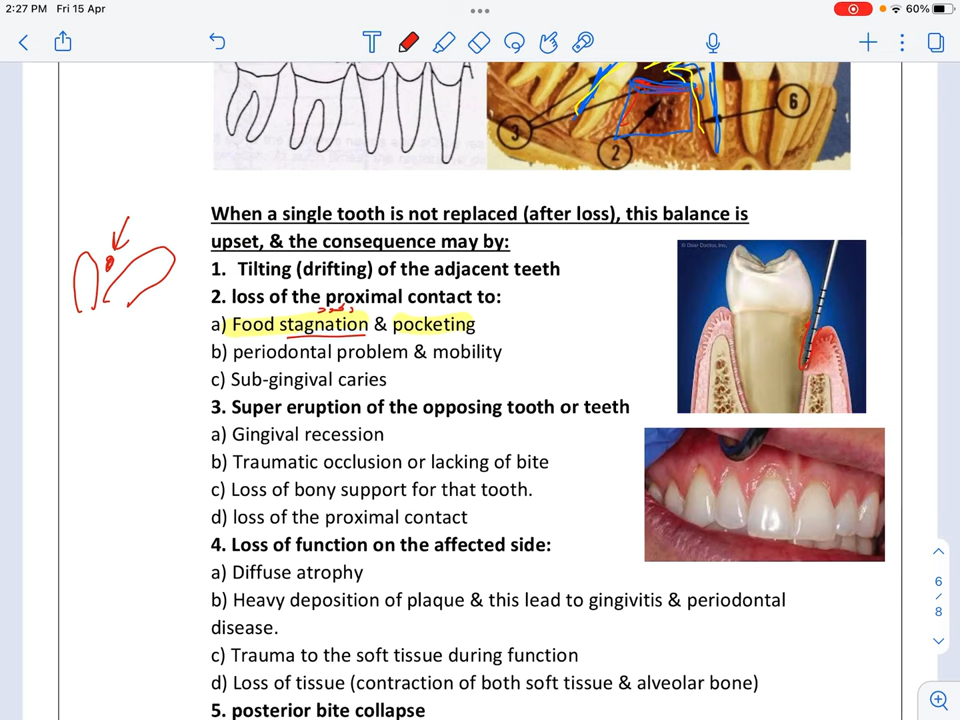 2:27 PM Fri 15 Apr
60%
T
3
2
6
When a single tooth is not replaced (after loss), this balance is
upset, & the consequence may by:
1. Tilting (drifting) of the adjacent teeth
2. loss of the proximal contact to:
a) Food stagnation & pocketing
b) periodontal problem & mobility
c) Sub-gingival caries
3. Super eruption of the opposing tooth or teeth
a) Gingival recession
b) Traumatic occlusion or lacking of bite
c) Loss of bony support for that tooth.
d) loss of the proximal contact
4. Loss of function on the affected side:
a) Diffuse atrophy
b) Heavy deposition of plaque & this lead to gingivitis & periodontal
disease.
c) Trauma to the soft tissue during function
d) Loss of tissue (contraction of both soft tissue & alveolar bone)
5. posterior bite collapse
6
/
8